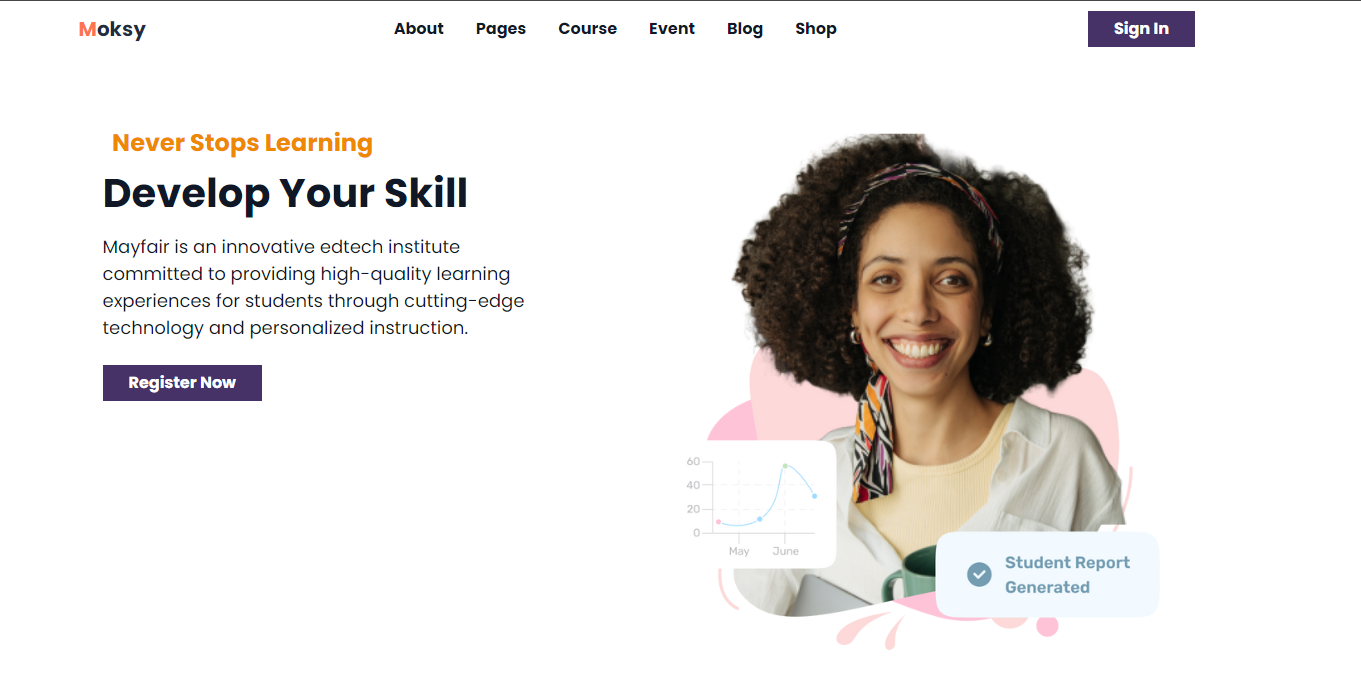 Moksy
About Pages Course Event Blog Shop
Sign In
Never Stops Learning
Develop Your Skill
Mayfair is an innovative edtech institute
committed to providing high-quality learning
experiences for students through cutting-edge
technology and personalized instruction.
Register Now
60
40
20
0
May June
Student Report
Generated